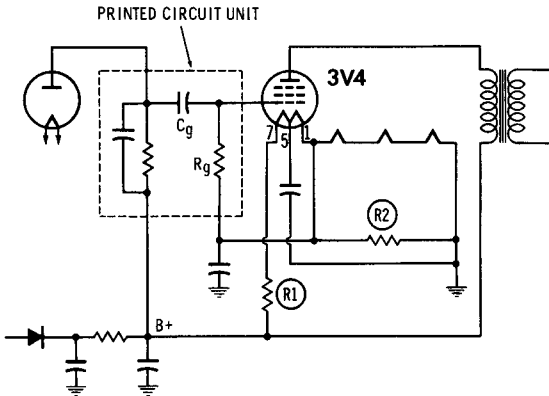 PRINTED CIRCUIT UNIT
3V4
Cg
7
5
1
Rg
R2
R1
B+